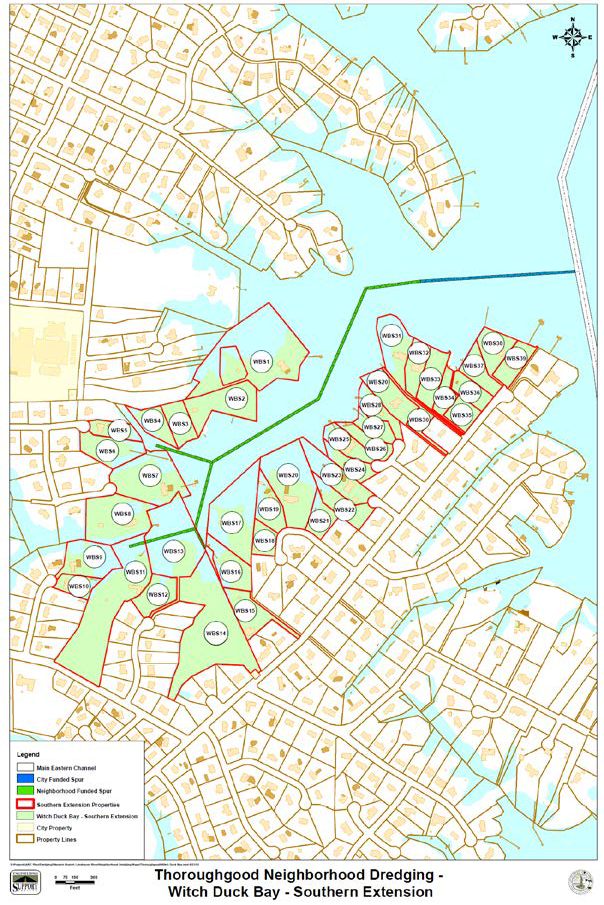 N
W E
S
WBS1
WBS2
WBS31
WBS32
WBS38
WBS39
WBS37
WBS33
WBS36
WBS34
WBS35
WBS29
WBS28
WBS30
WBS27
WBS26
WBS25
WBS24
WBS23
WBS22
WBS21
WBS20
WBS19
WBS18
WBS17
WBS16
WBS15
WBS14
WBS13
WBS12
WBS11
WBS10
WBS9
WBS8
WBS7
WBS6
WBS5
WBS4
WBS3
Legend
Main Eastern Channel
City Funded Spur
Neighborhood Funded Spur
Southern Extension Properties
Witch Duck Bay - Southern Extension
City Property
Property Lines
Feet
Thoroughgood Neighborhood Dredging -
Witch Duck Bay - Southern Extension